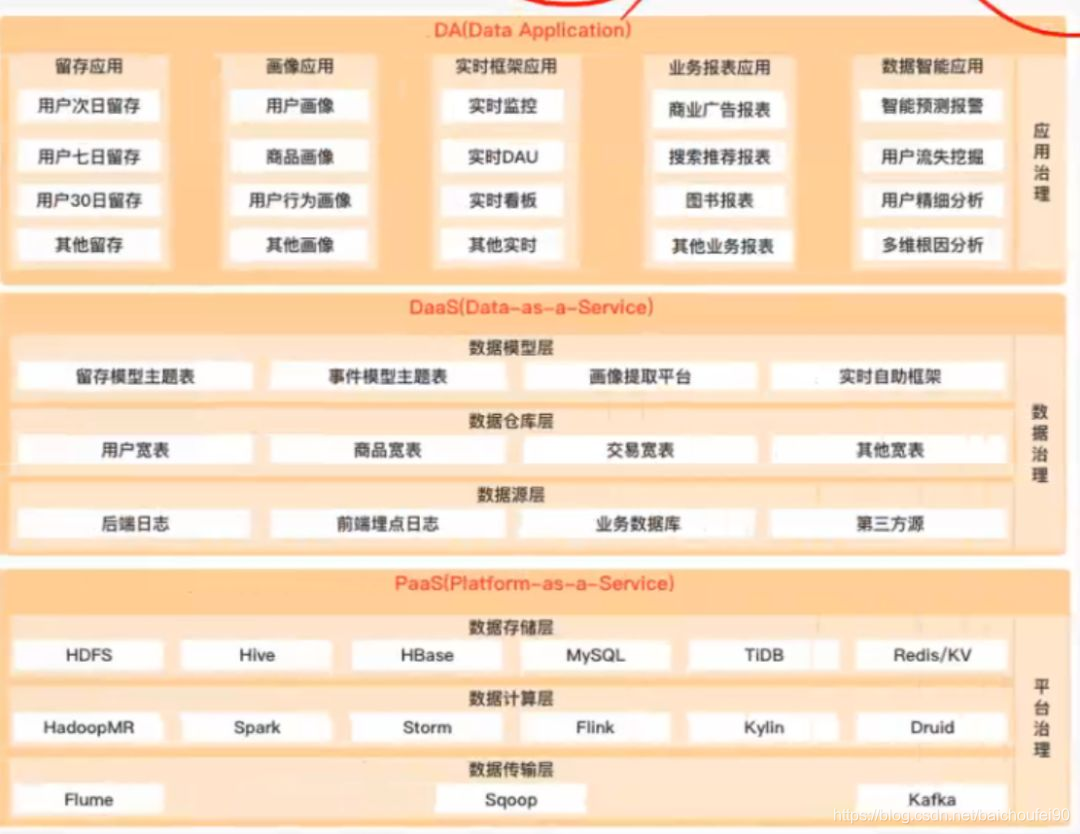 DA(Data Application)
留存应用 画像应用 实时框架应用 业务报表应用 数据智能应用
用户次日留存 用户画像 实时监控 商业广告报表 智能预测报警
用户七日留存 商品画像 实时DAU 搜索推荐报表 用户流失挖掘
用户30日留存 用户行为画像 实时看板 图书报表 用户精细分析
其他留存 其他画像 其他实时 其他业务报表 多维根因分析
应用治理
DaaS(Data-as-a-Service)
数据模型层
留存模型主题表 事件模型主题表 画像提取平台 实时自助框架
数据仓库层
用户宽表 商品宽表 交易宽表 其他宽表
数据源层
后端日志 前端埋点日志 业务数据库 第三方源
数据治理
PaaS(Platform-as-a-Service)
数据存储层
HDFS Hive HBase MySQL TiDB Redis/KV
数据计算层
HadoopMR Spark Storm Flink Kylin Druid
数据传输层
Flume Sqoop Kafka
平台治理
https://blog.csdn.net/baichoufei90